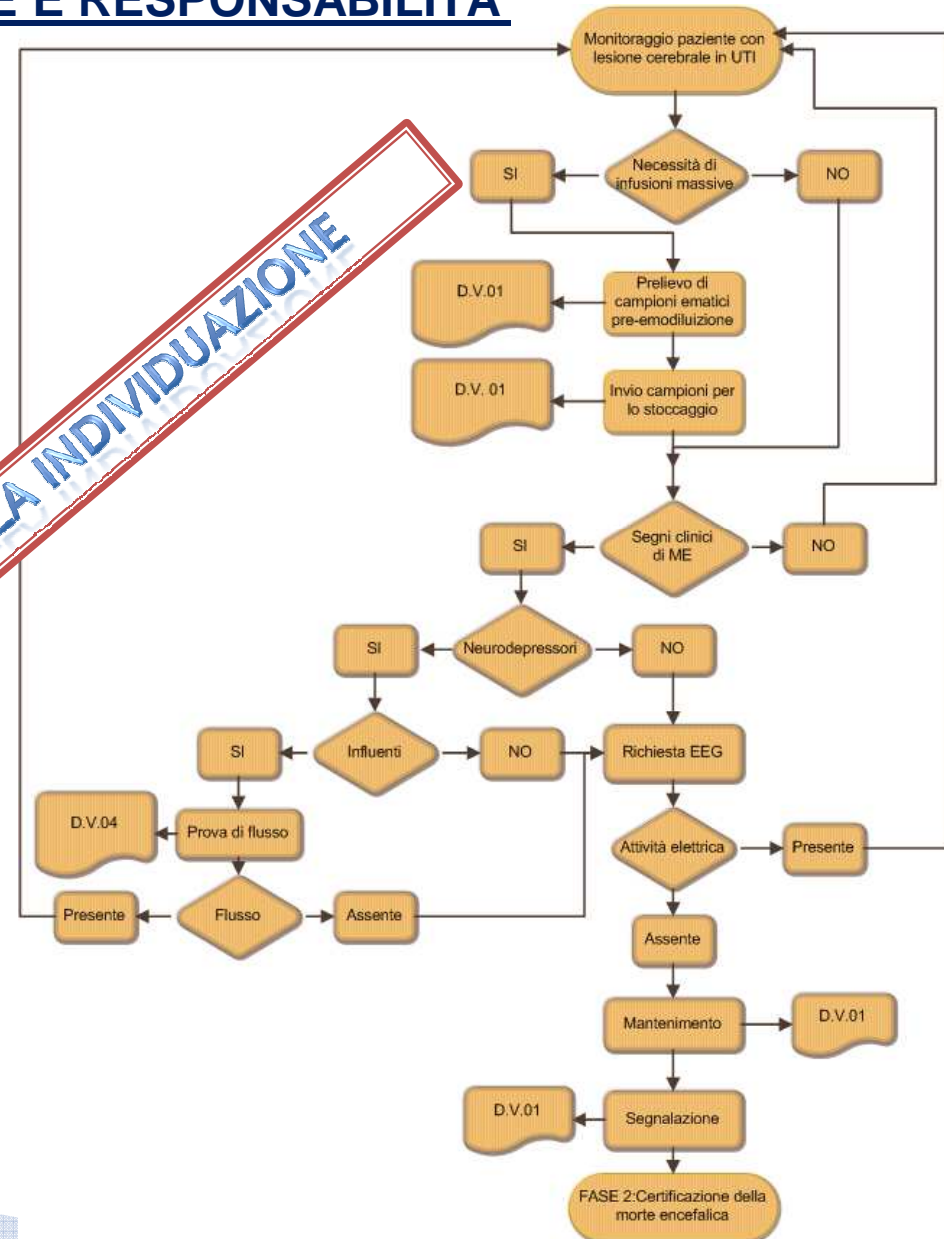 E E RESPONSABILITÀ
LA INDIVIDUAZIONE
Monitoraggio paziente con
lesione cerebrale in UTI
SI
Necessità di
infusioni massive
NO
D.V.01
Prelievo di
campioni ematici
pre-emodiluizione
D.V. 01
Invio campioni per
lo stoccaggio
SI
Segni clinici
di ME
NO
SI
Neurodepressori
NO
SI
Influenti
NO
Richiesta EEG
D.V.04
Prova di flusso
Attività elettrica
Presente
Presente
Flusso
Assente
Assente
Mantenimento
D.V.01
D.V.01
Segnalazione
FASE 2:Certificazione della
morte encefalica